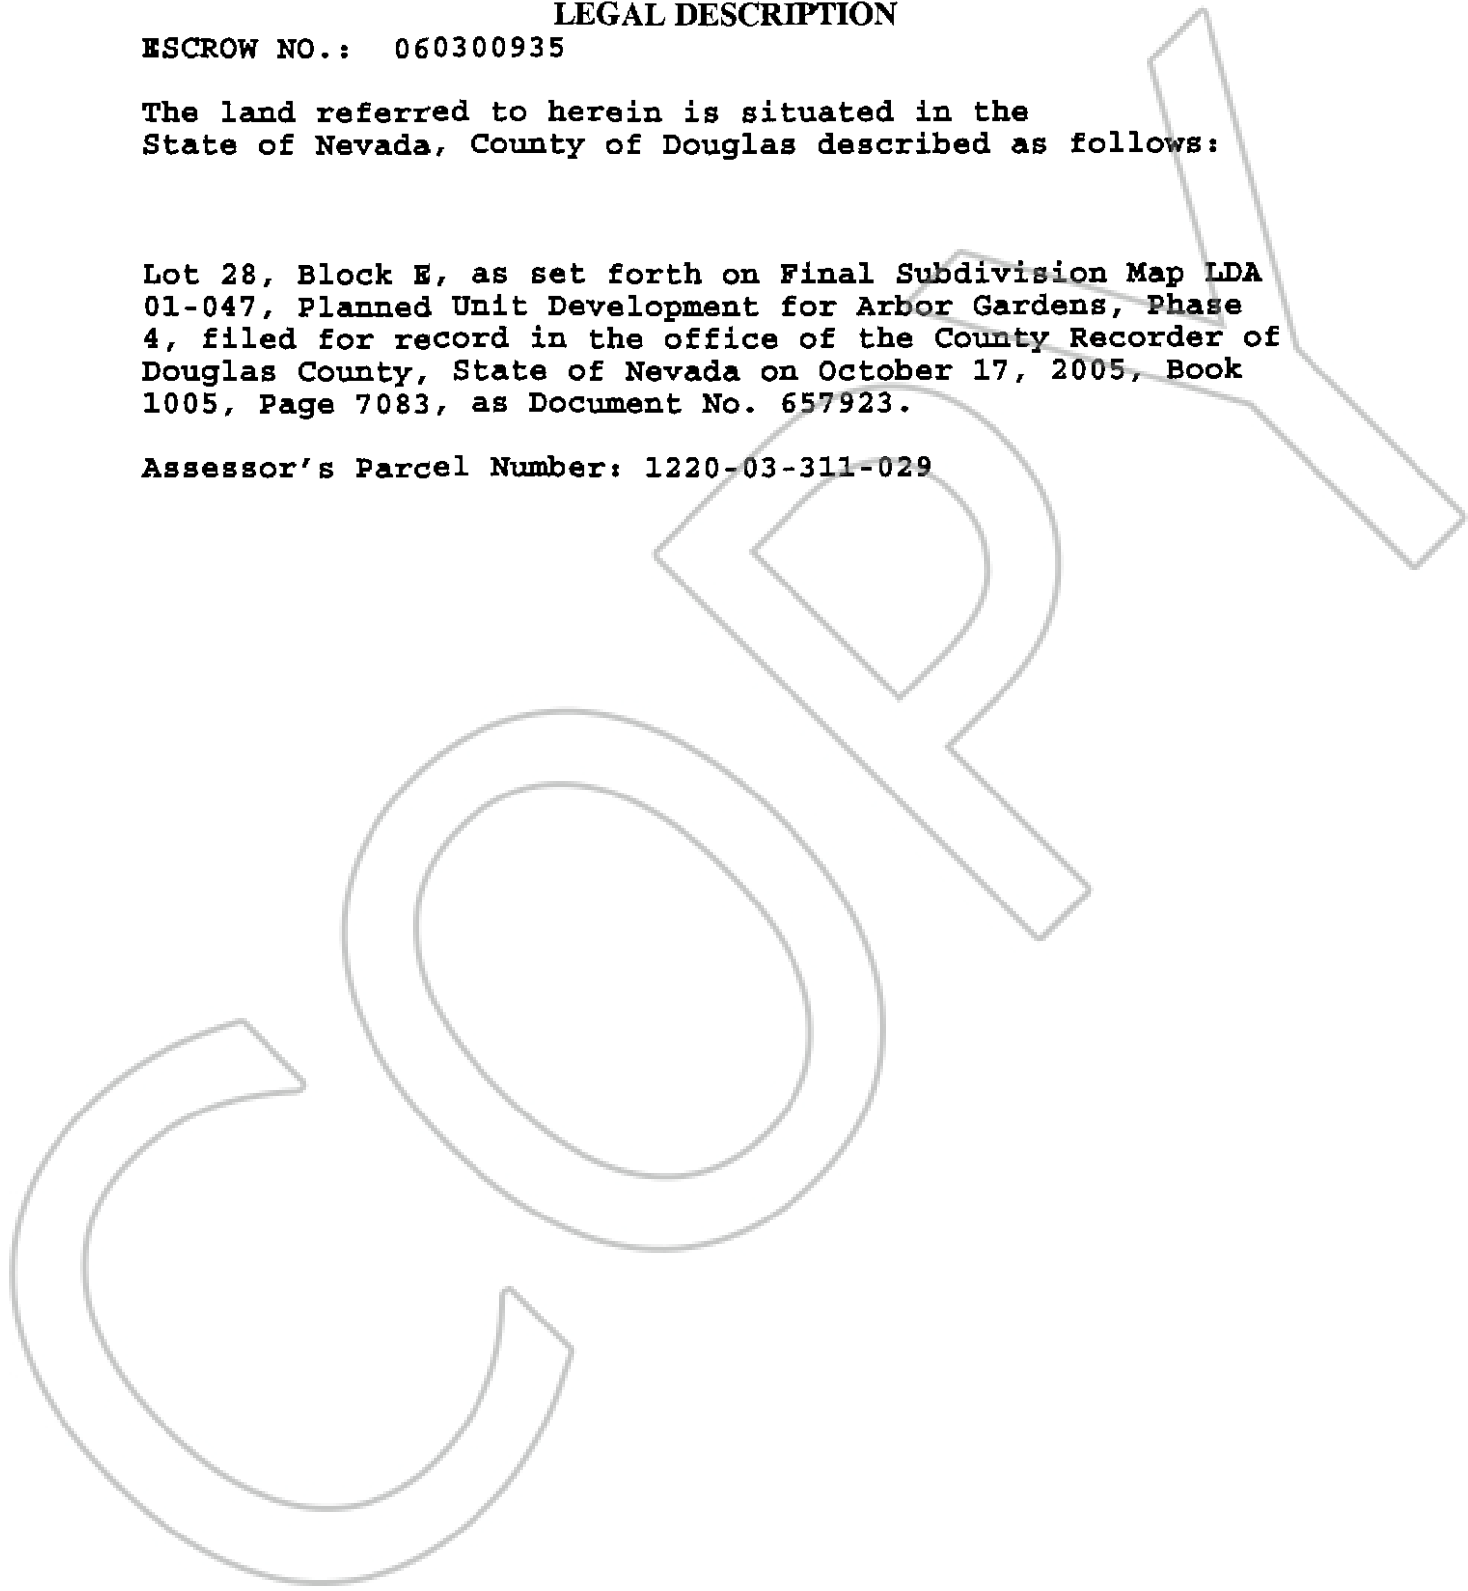 LEGAL DESCRIPTION
ESCROW NO.: 060300935
The land referred to herein is situated in the
State of Nevada, County of Douglas described as follows:
Lot 28, Block E, as set forth on Final Subdivision Map LDA
01-047, Planned Unit Development for Arbor Gardens, Phase
4, filed for record in the office of the County Recorder of
Douglas County, State of Nevada on October 17, 2005, Book
1005, Page 7083, as Document No. 657923.
Assessor's Parcel Number: 1220-03-311-029
COPY